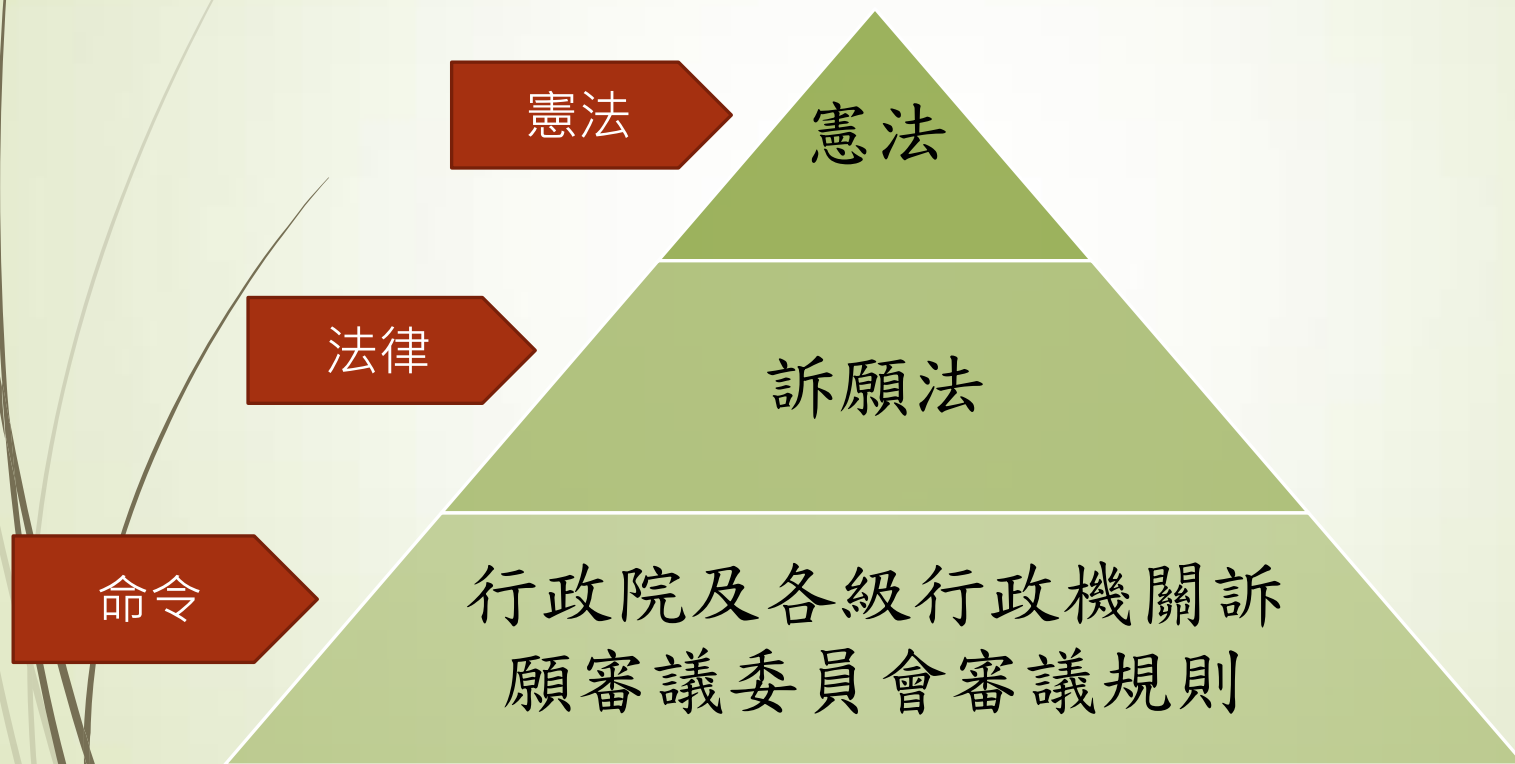 憲法
憲法
法律
訴願法
命令
行政院及各級行政機關訴
願審議委員會審議規則